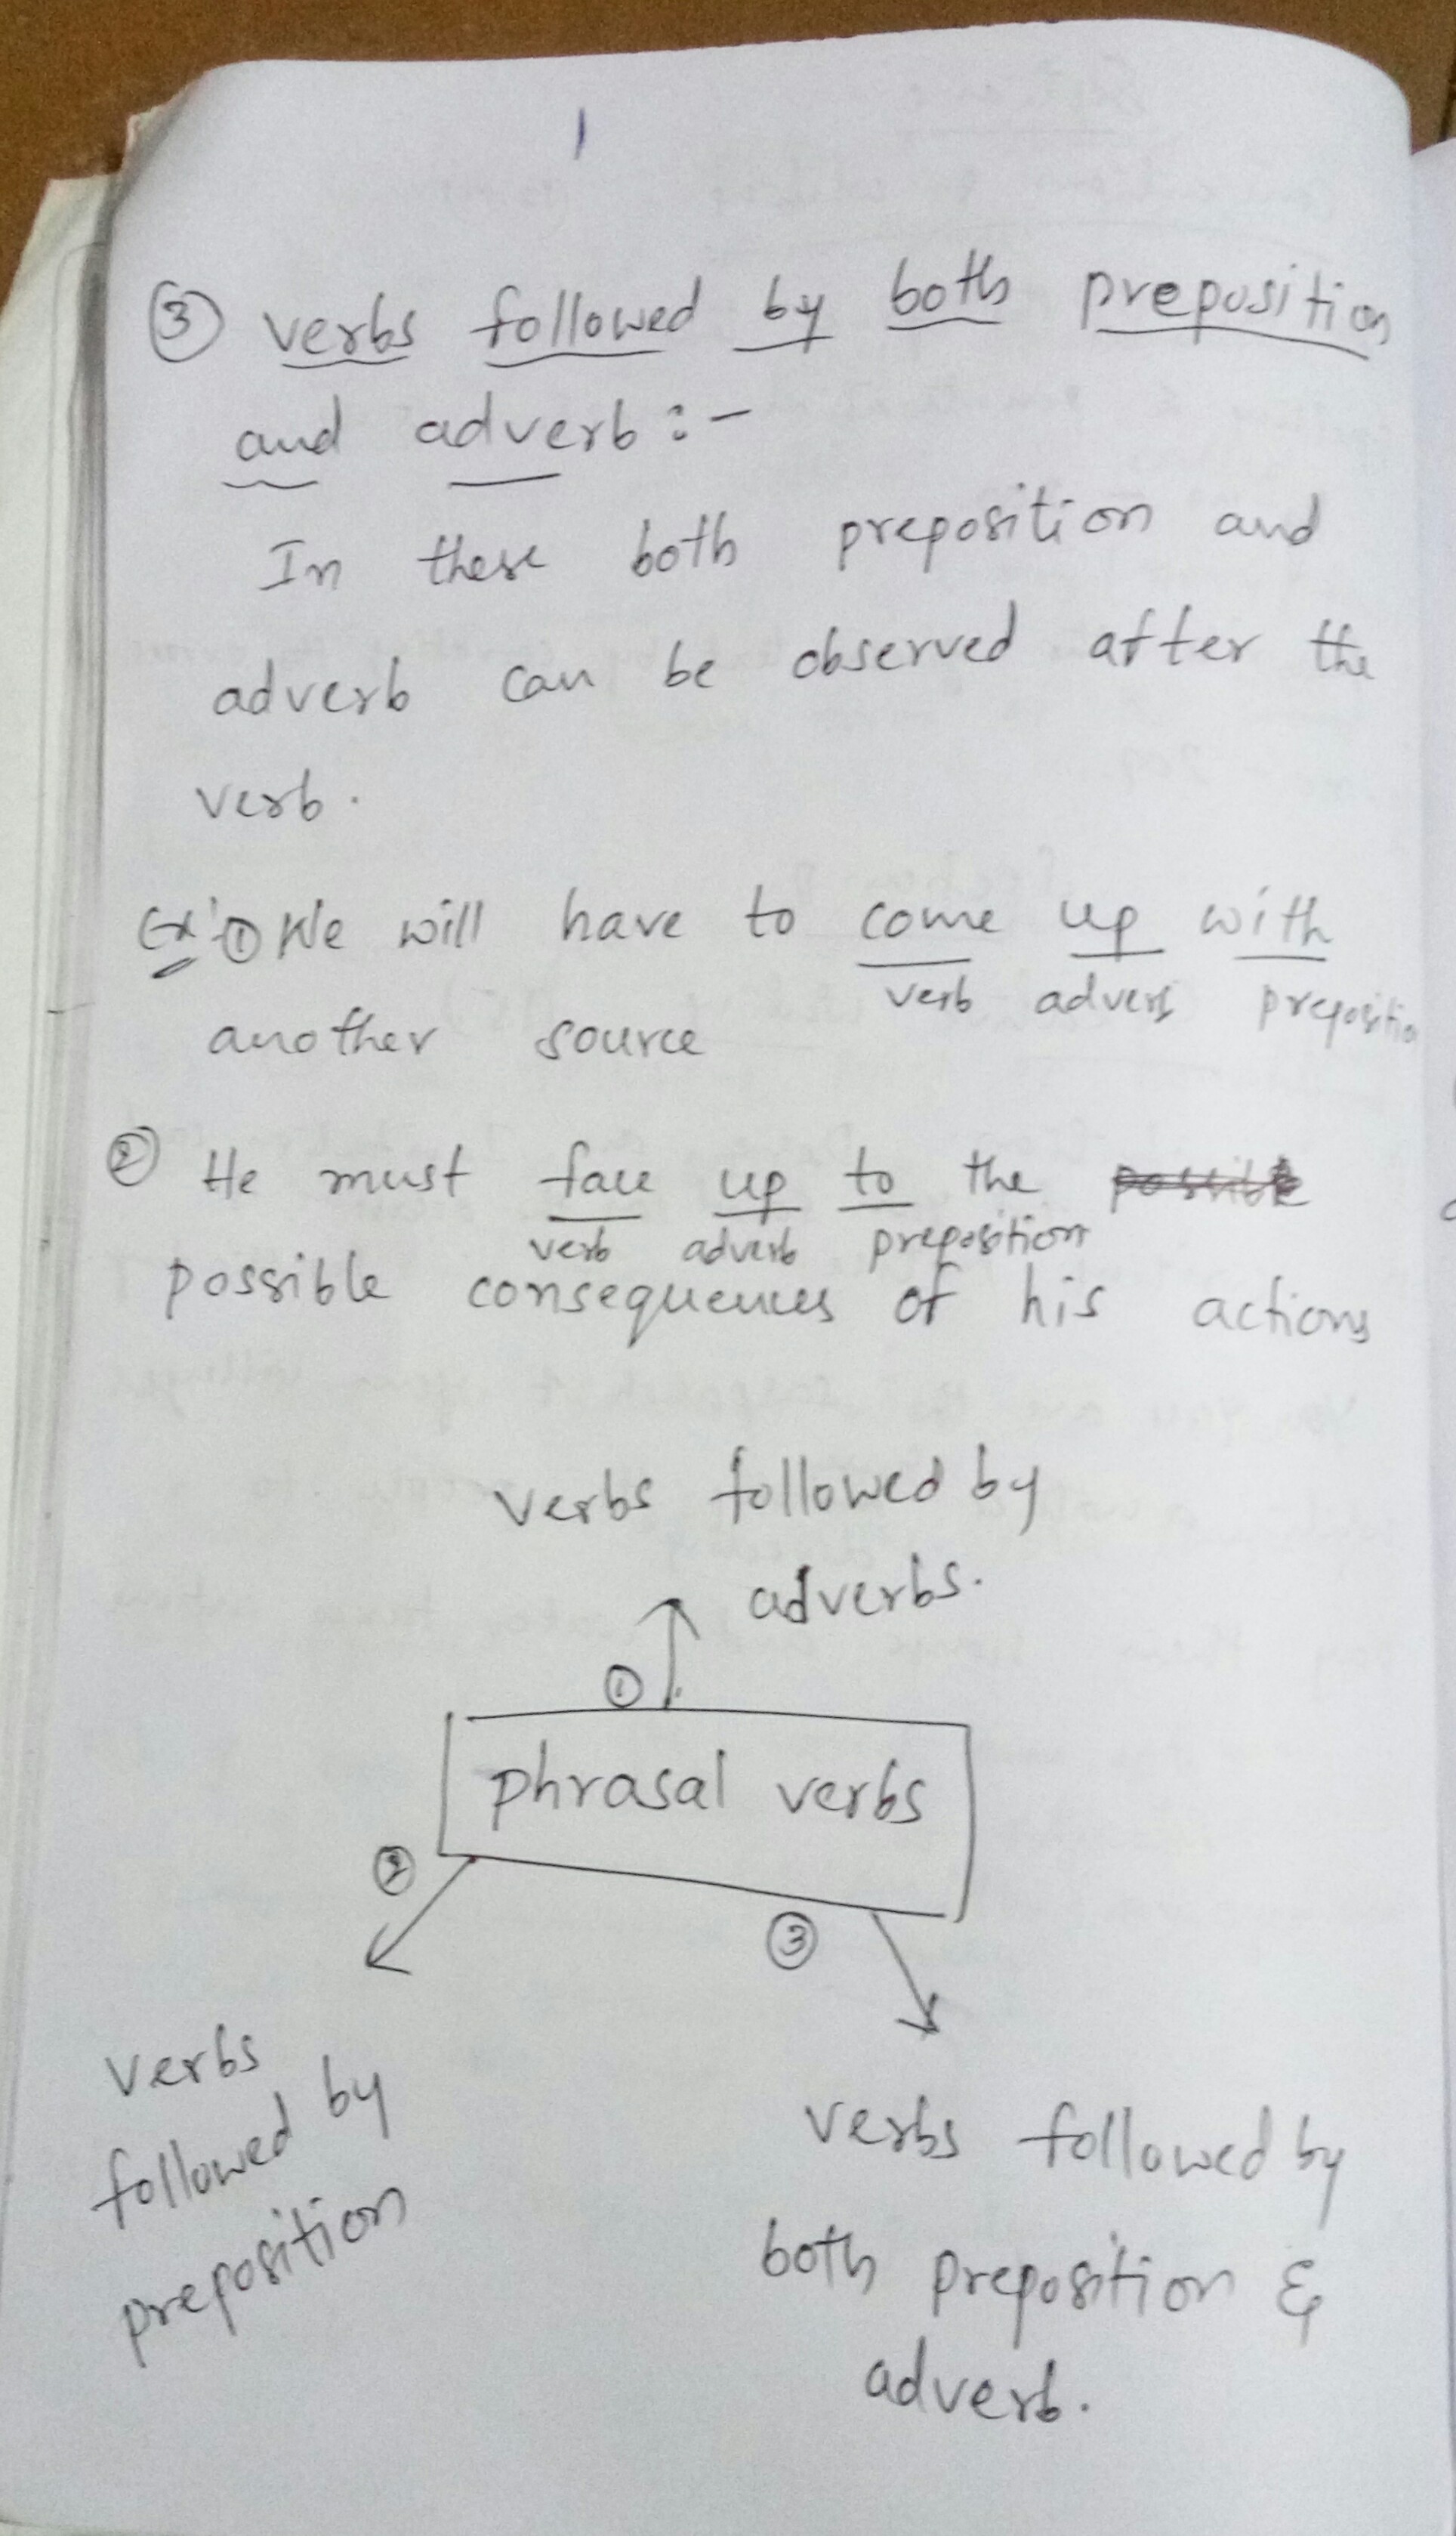 ③ verbs followed by both preposition
and adverb :-
In these both preposition and
adverb can be observed after the
verb.
Ex: ① We will have to come up with
verb adverb preposition
another source
② He must face up to the possible
verb adverb preposition
possible consequences of his actions
verbs followed by
adverbs.
①
phrasal verbs
②
③
verbs
followed by
preposition
verbs followed by
both preposition &
adverb.